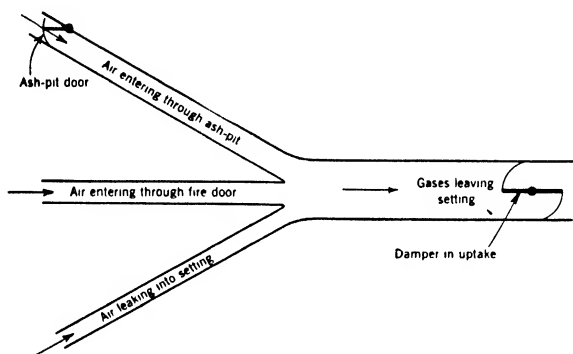 Ash-pit door
Air entering through ash-pit
Air entering through fire door
Air leaking into setting
Gases leaving
setting
Damper in uptake